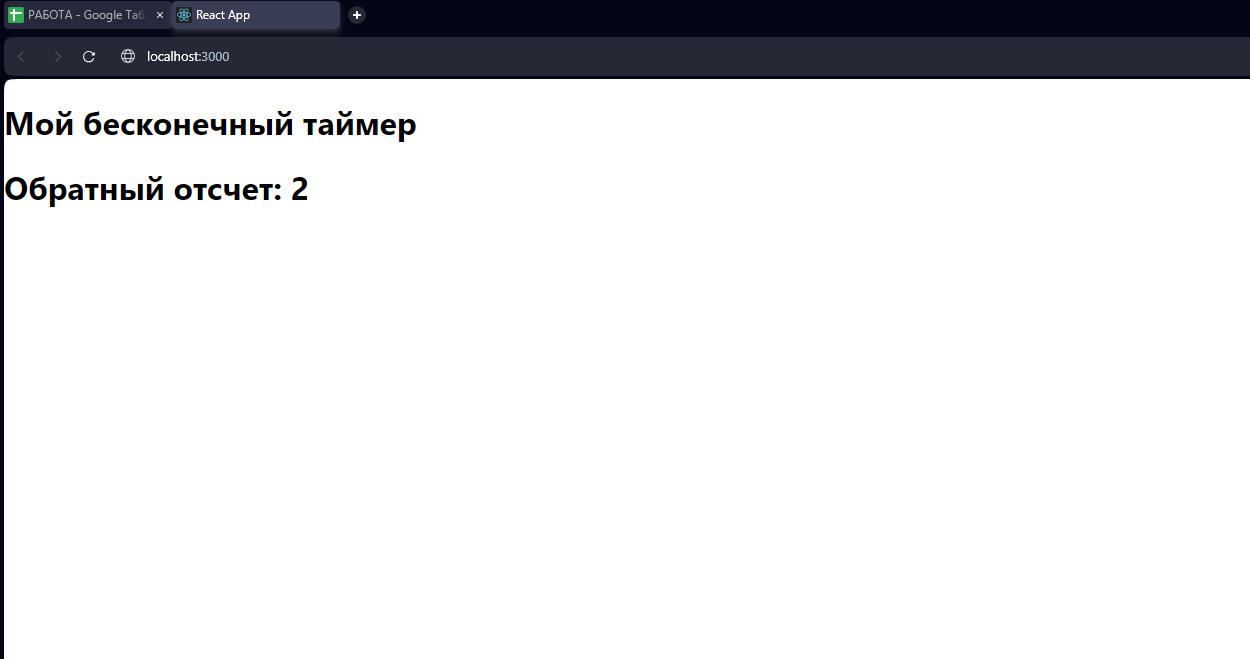 РАБОТА - Google Таб
React App
localhost:3000
Мой бесконечный таймер
Обратный отсчет: 2